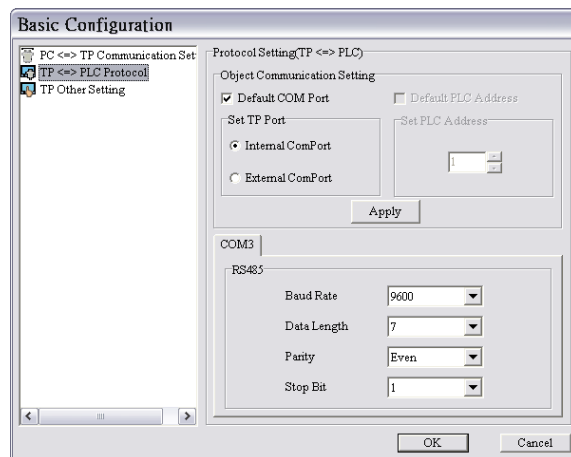 Basic Configuration
PC <=> TP Communication Set
TP <=> PLC Protocol
TP Other Setting
Protocol Setting(TP <=> PLC)
Object Communication Setting
Default COM Port
Default PLC Address
Set TP Port
Internal ComPort
External ComPort
Set PLC Address
1
Apply
COM3
RS485
Baud Rate 9600
Data Length 7
Parity Even
Stop Bit 1
OK Cancel